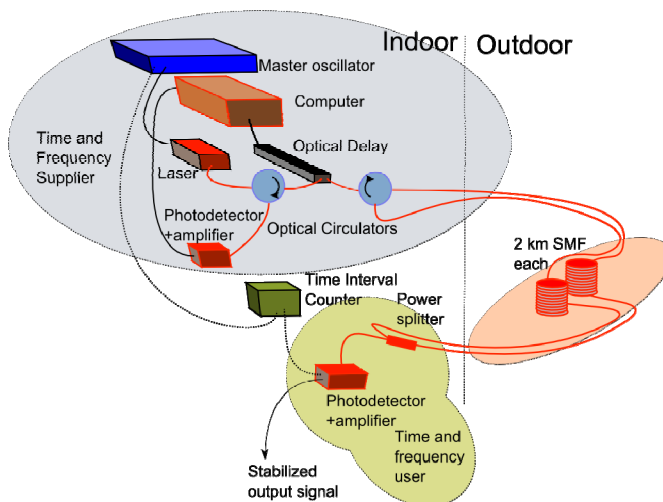 Indoor
Outdoor
Master oscillator
Computer
Optical Delay
Time and
Frequency
Supplier
Laser
Photodetector
+amplifier
Optical Circulators
2 km SMF
each
Time Interval
Counter
Power
splitter
Photodetector
+amplifier
Time and
frequency
user
Stabilized
output signal